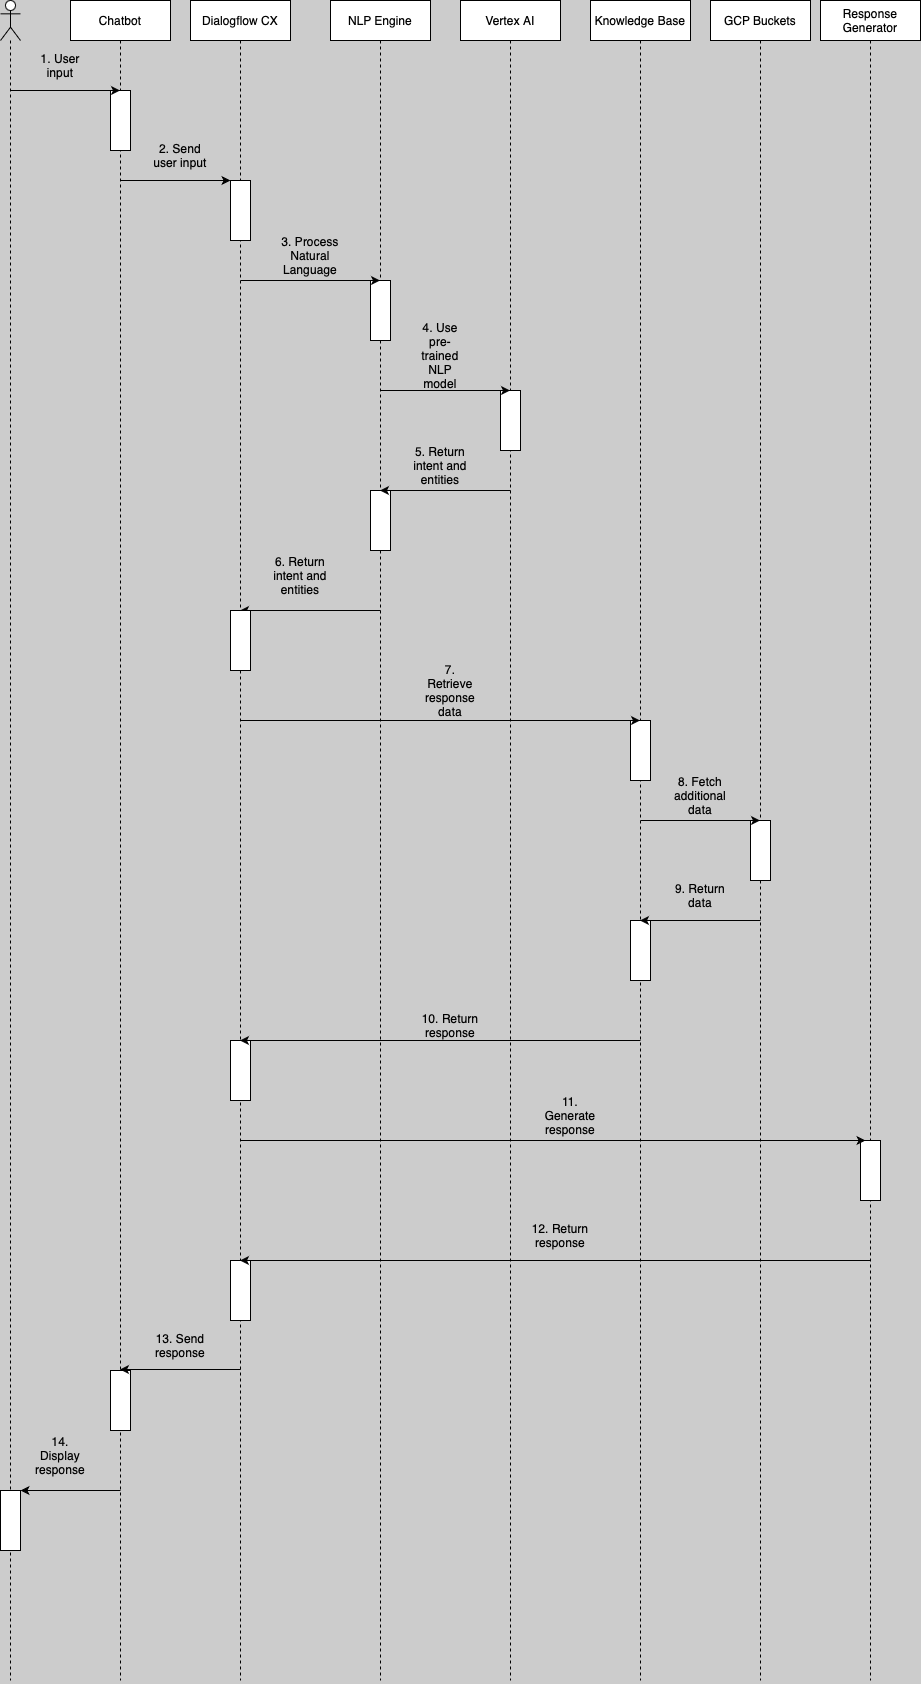 Chatbot
Dialogflow CX
NLP Engine
Vertex AI
Knowledge Base
GCP Buckets
Response
Generator
1. User
input
2. Send
user input
3. Process
Natural
Language
4. Use
pre-
trained
NLP
model
5. Return
intent and
entities
6. Return
intent and
entities
7.
Retrieve
response
data
8. Fetch
additional
data
9. Return
data
10. Return
response
11.
Generate
response
12. Return
response
13. Send
response
14.
Display
response